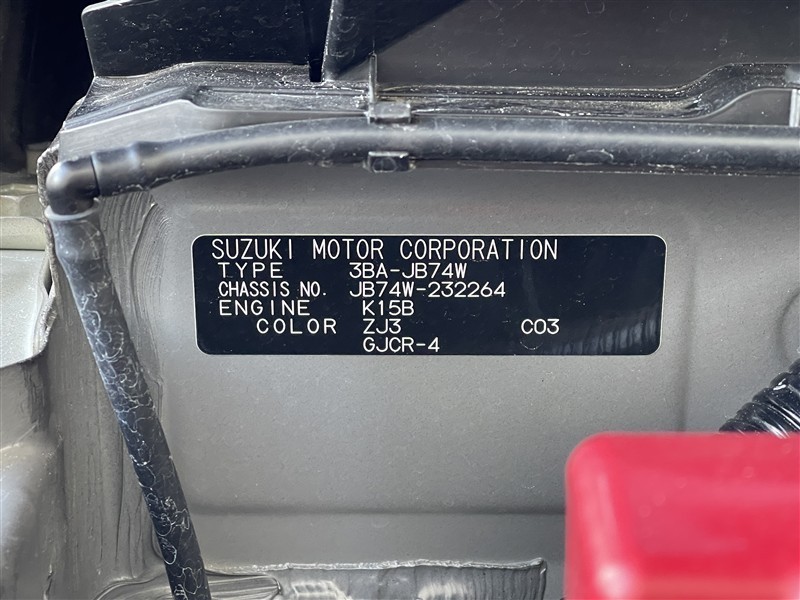 SUZUKI MOTOR CORPORATION
TYPE 3BA-JB74W
CHASSIS NO. JB74W-232264
ENGINE K15B
COLOR ZJ3 C03
GJCR-4